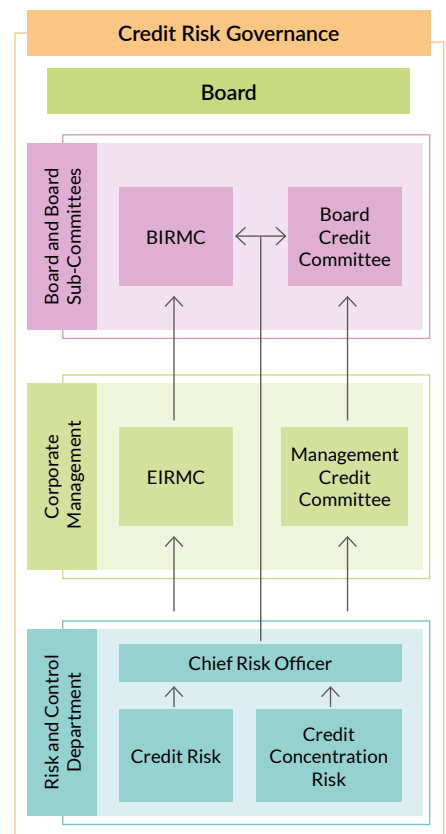 Credit Risk Governance
Board
Board and Board
Sub-Committees
BIRMC
Board
Credit
Committee
Corporate
Management
EIRMC
Management
Credit
Committee
Risk and Control
Department
Chief Risk Officer
Credit Risk
Credit
Concentration
Risk